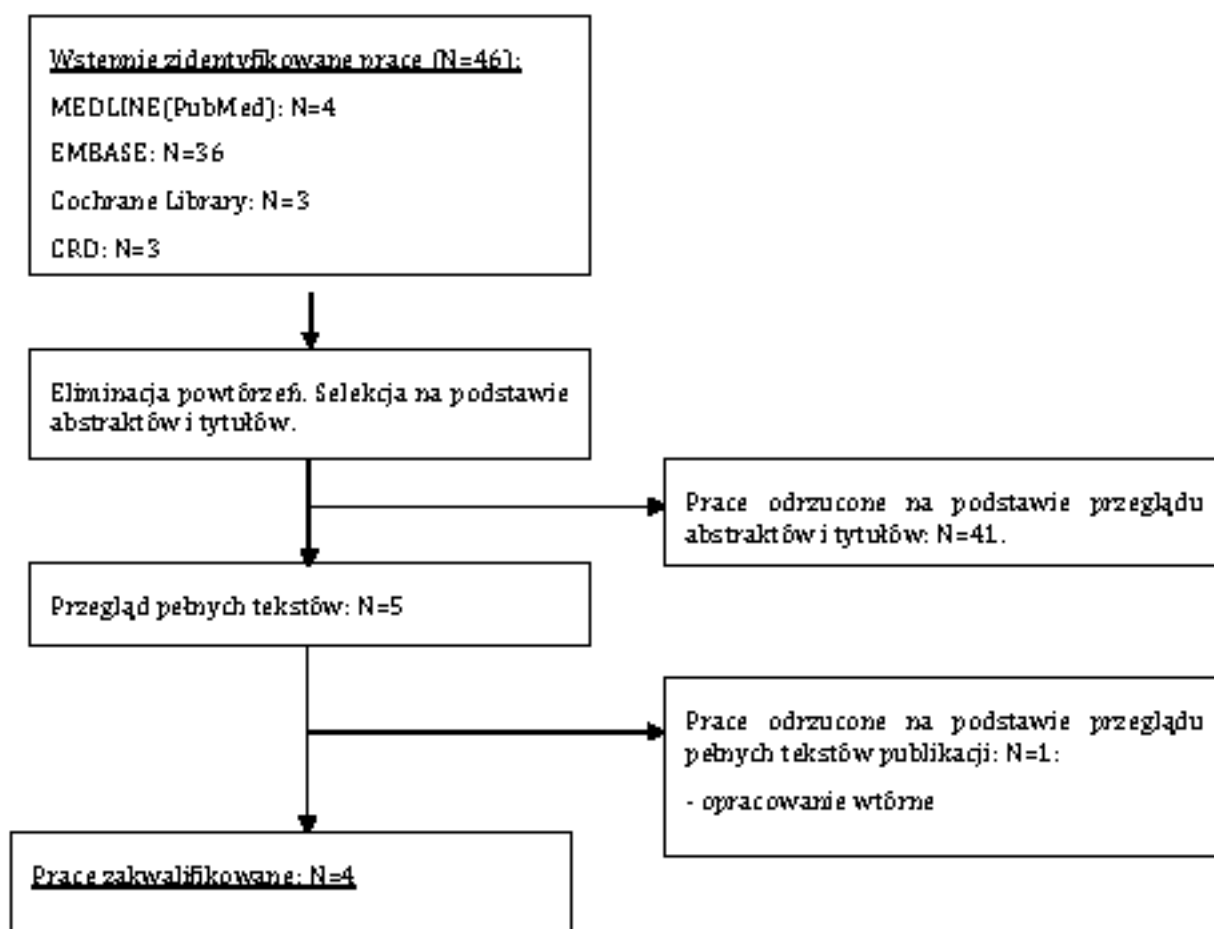 Wstępnie zidentyfikowane prace (N=46):
MEDLINE(PubMed): N=4
EMBASE: N=36
Cochrane Library: N=3
CRD: N=3
Eliminacja powtórzeń. Selekcja na podstawie
abstraktów i tytułów.
Prace odrzucone na podstawie przeglądu
abstraktów i tytułów: N=41.
Przegląd pełnych tekstów: N=5
Prace odrzucone na podstawie przeglądu
pełnych tekstów publikacji: N=1:
- opracowanie wtórne
Prace zakwalifikowane: N=4